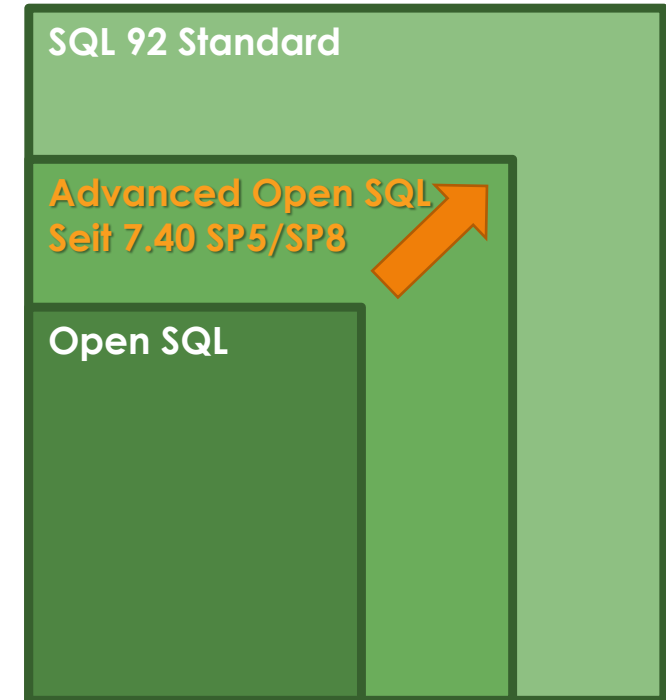 SQL 92 Standard
Advanced Open SQL
Seit 7.40 SP5/SP8
Open SQL